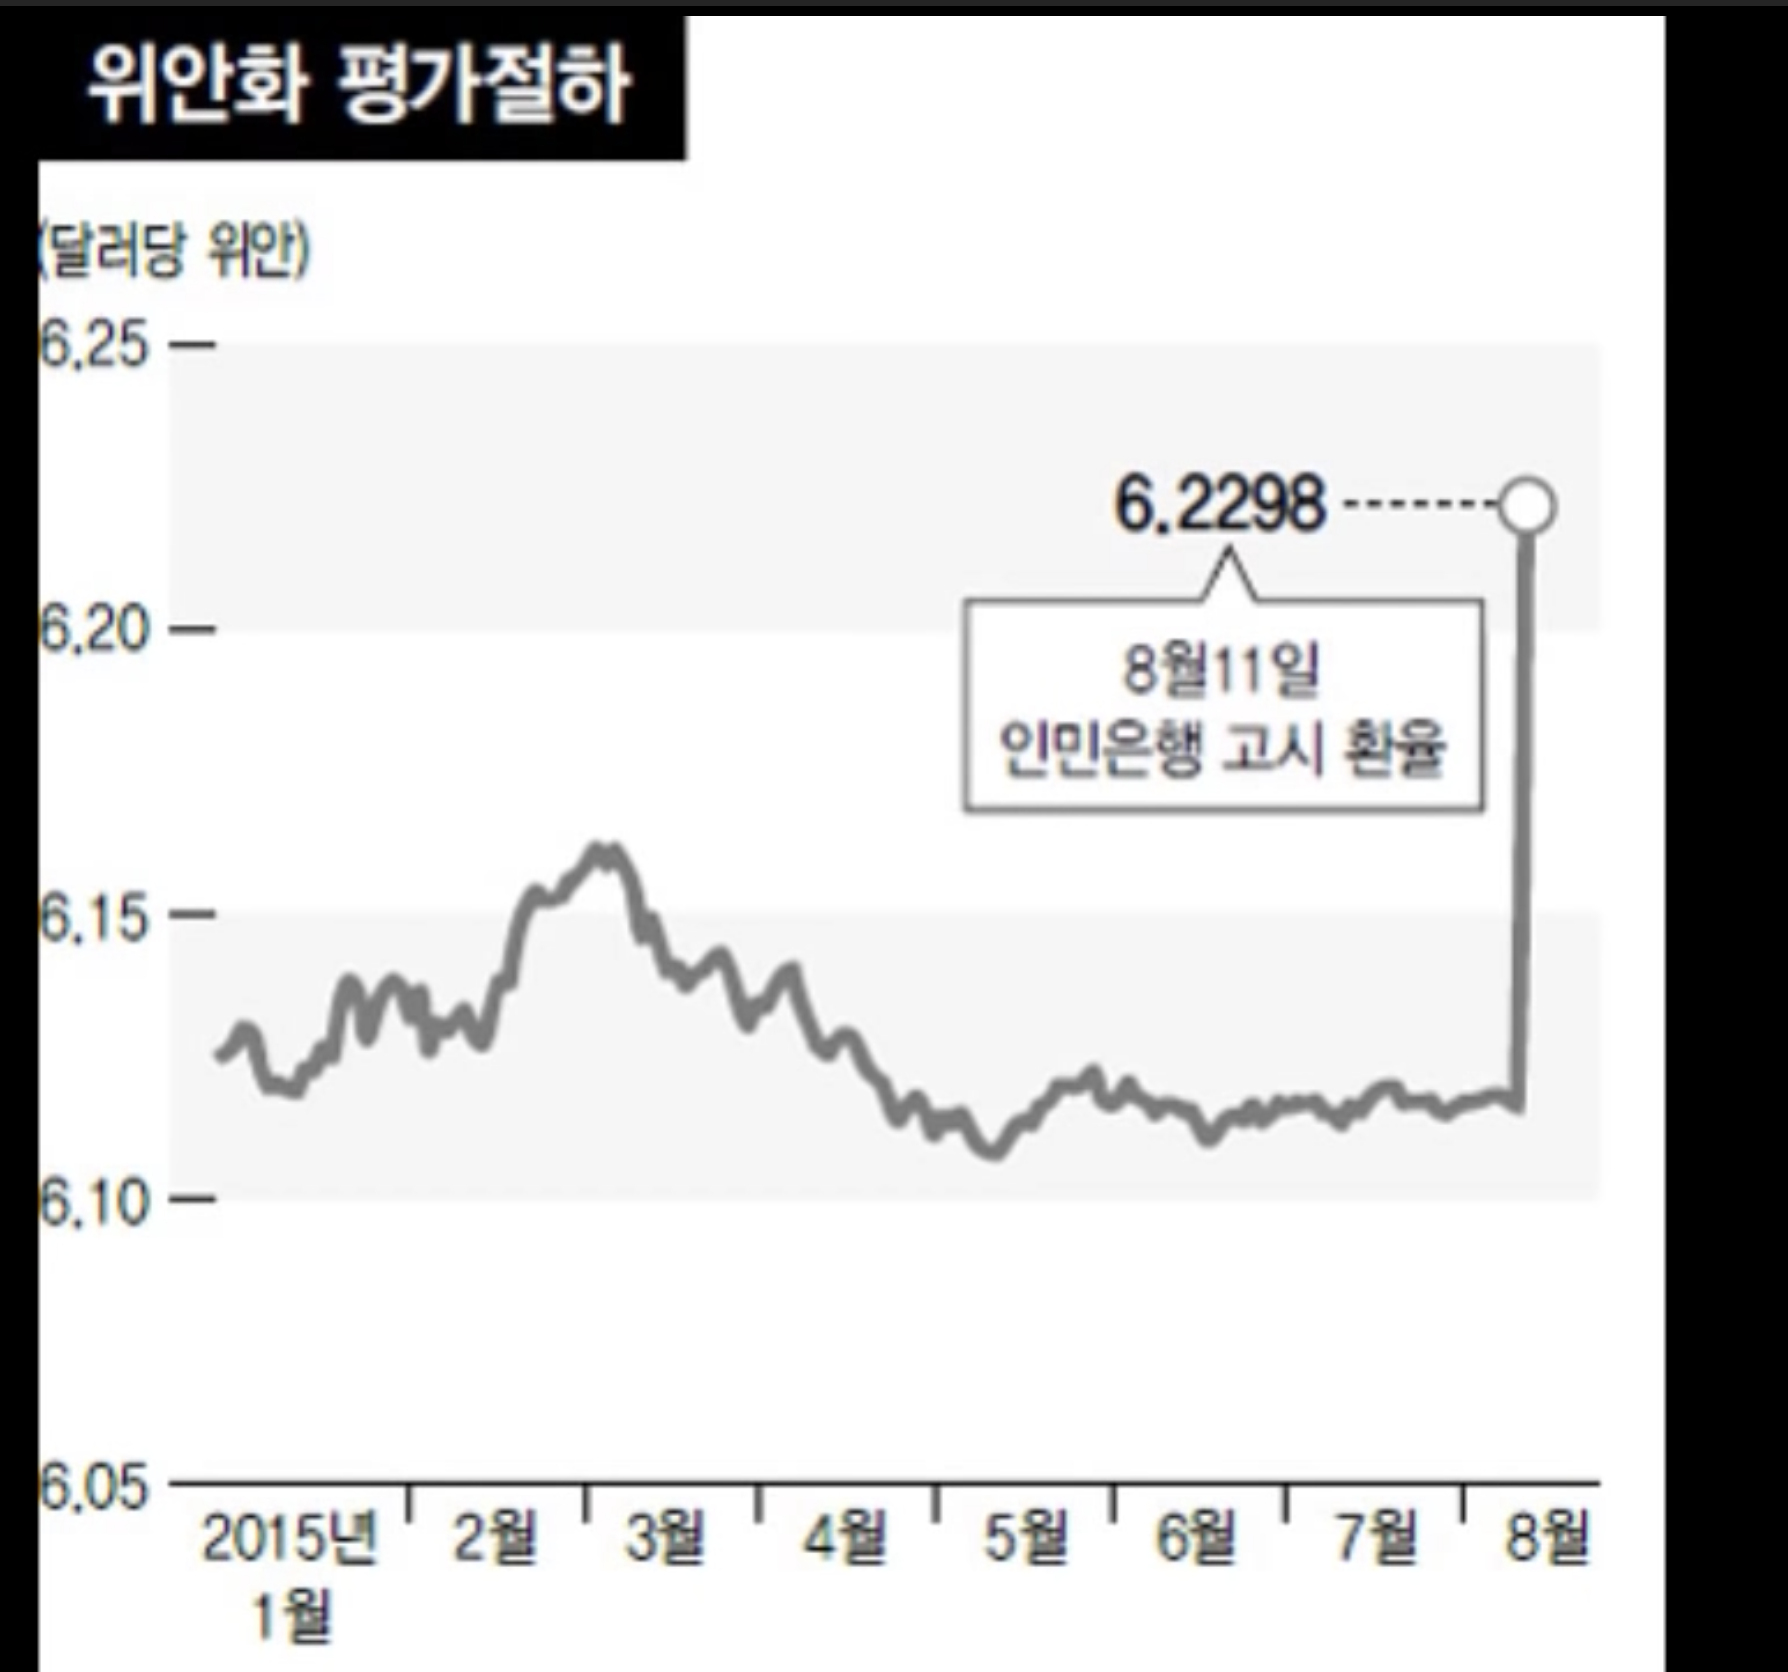 위안화 평가절하
(달러당 위안)
6.25
6.2298
6.20
8월11일
인민은행 고시 환율
6.15
6.10
6.05
2015년 2월 3월 4월 5월 6월 7월 8월
1월